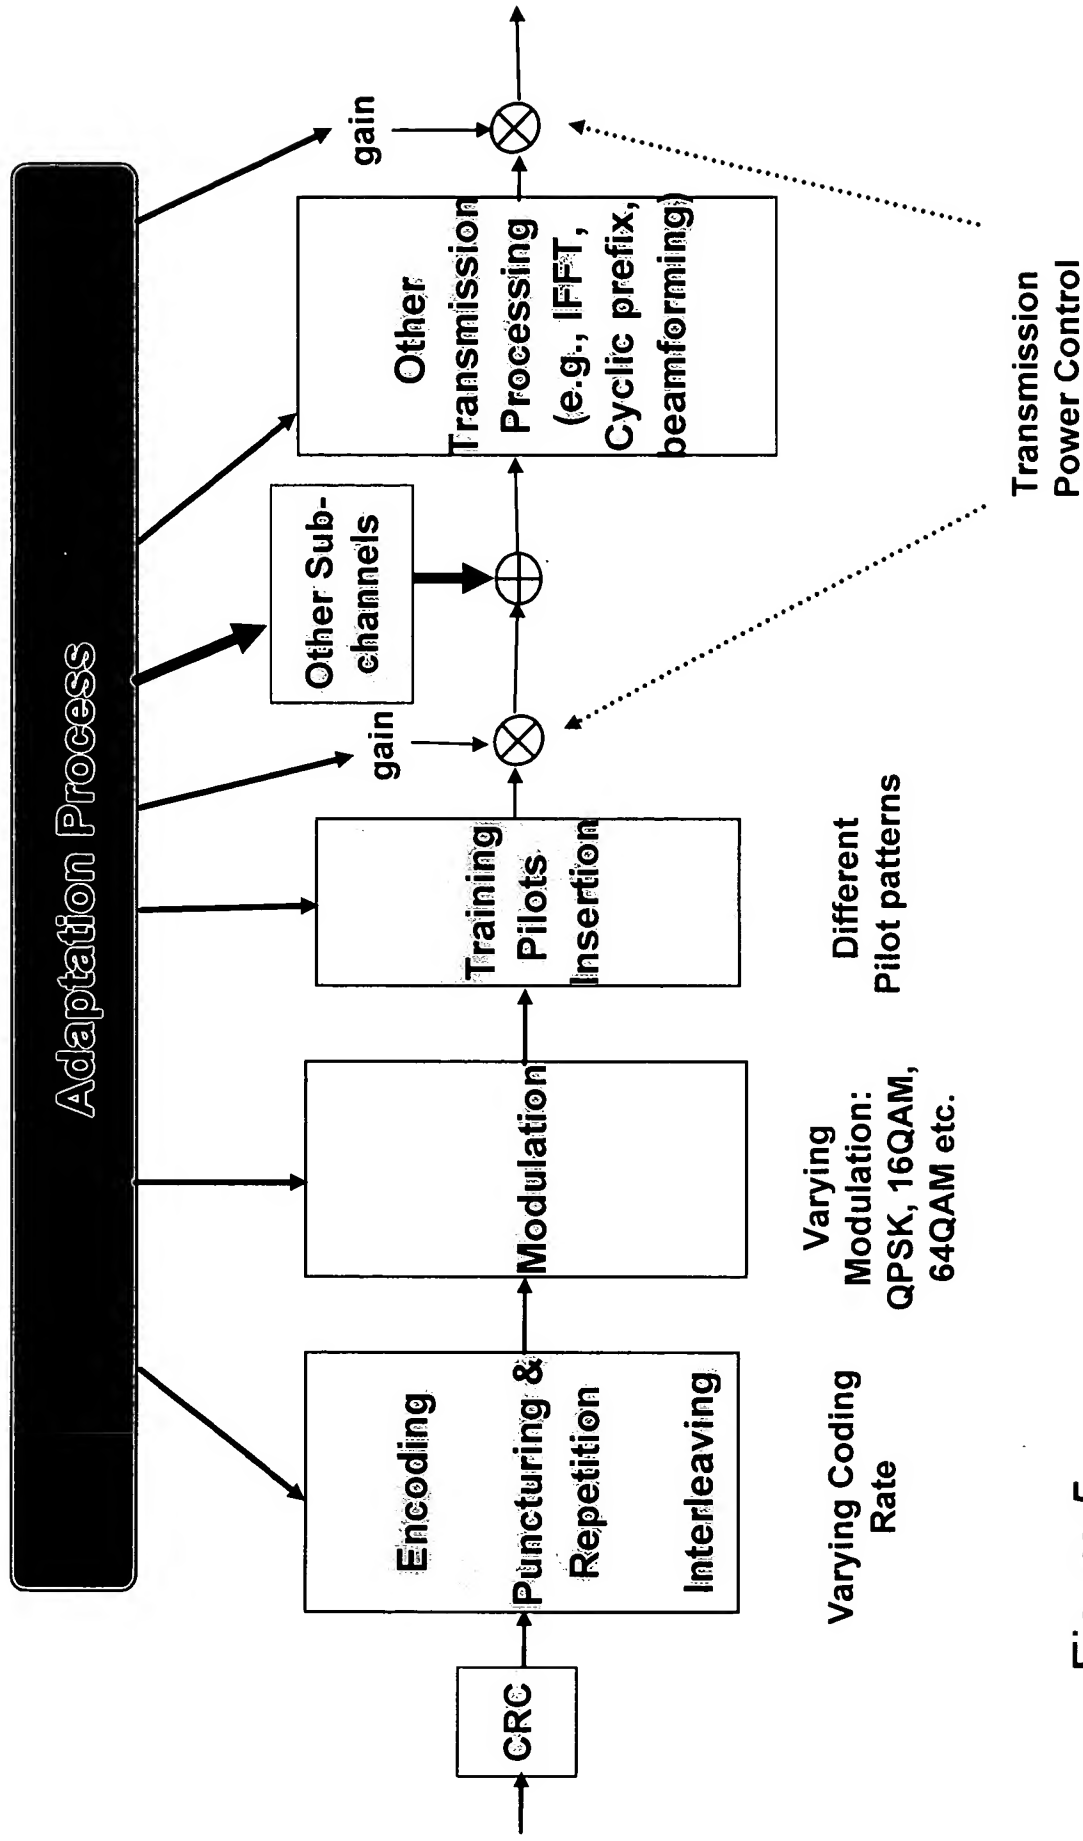 Adaptation Process
CRC
Encoding
Puncturing &
Repetition
Interleaving
Modulation
Training
Pilots
Insertion
gain
Other Sub-
channels
Other
Transmission
Processing
(e.g., IFFT,
Cyclic prefix,
beamforming)
gain
Varying Coding
Rate
Varying
Modulation:
QPSK, 16QAM,
64QAM etc.
Different
Pilot patterns
Transmission
Power Control